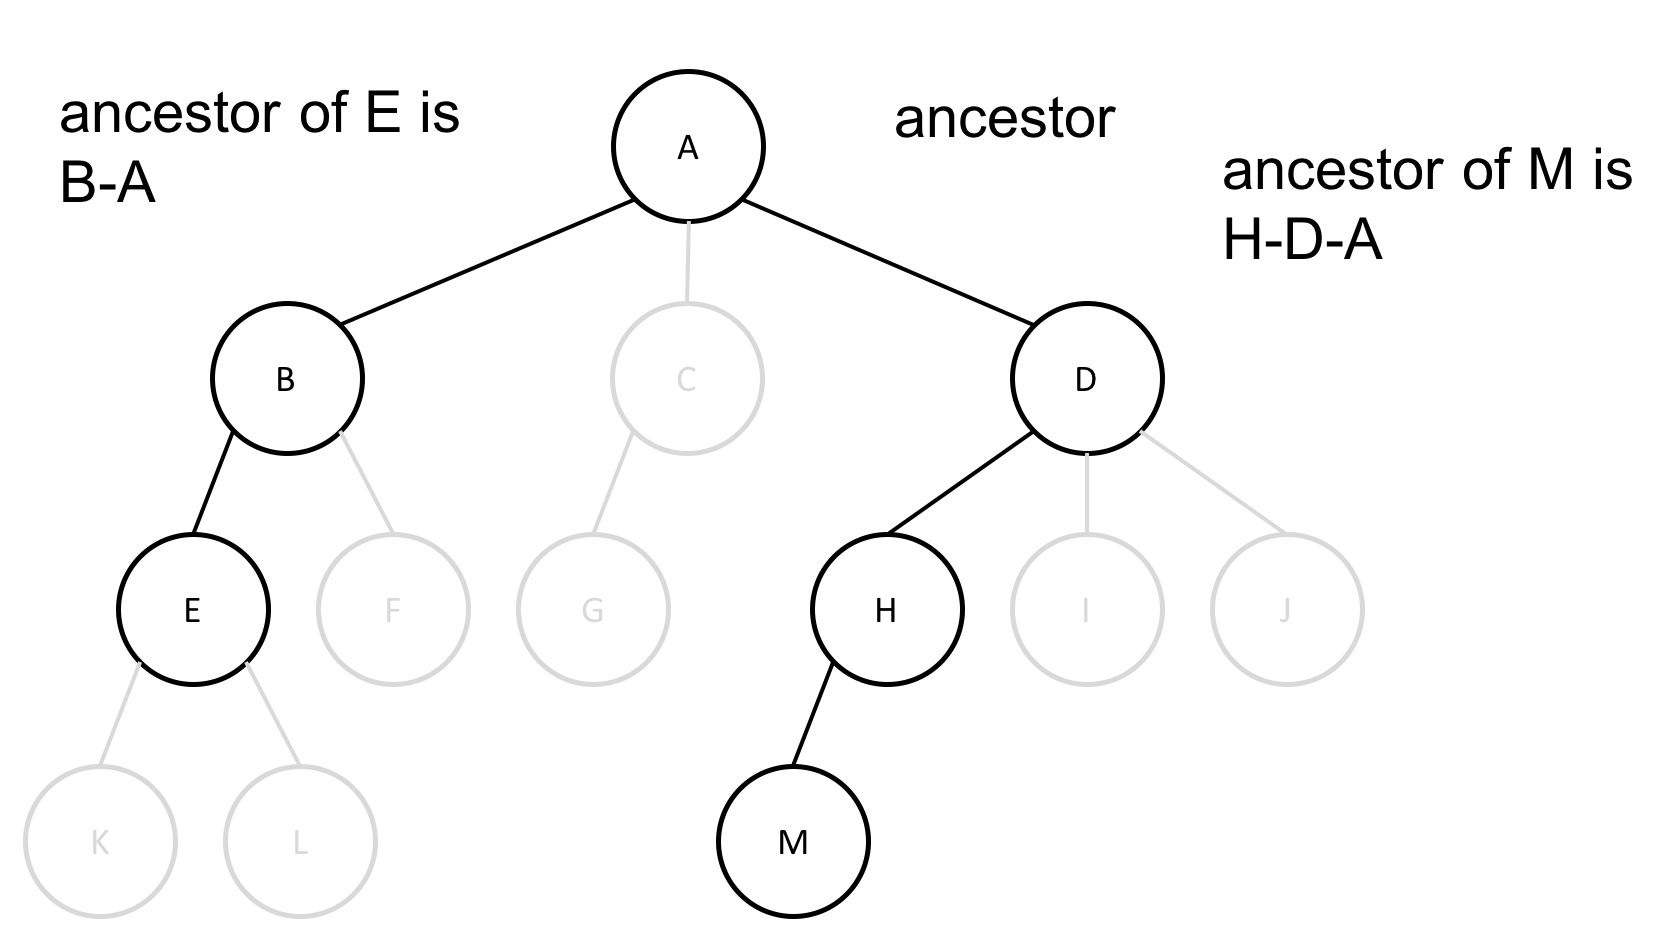 ancestor of E is
B-A
ancestor
ancestor of M is
H-D-A
A
B
C
D
E
F
G
H
I
J
K
L
M